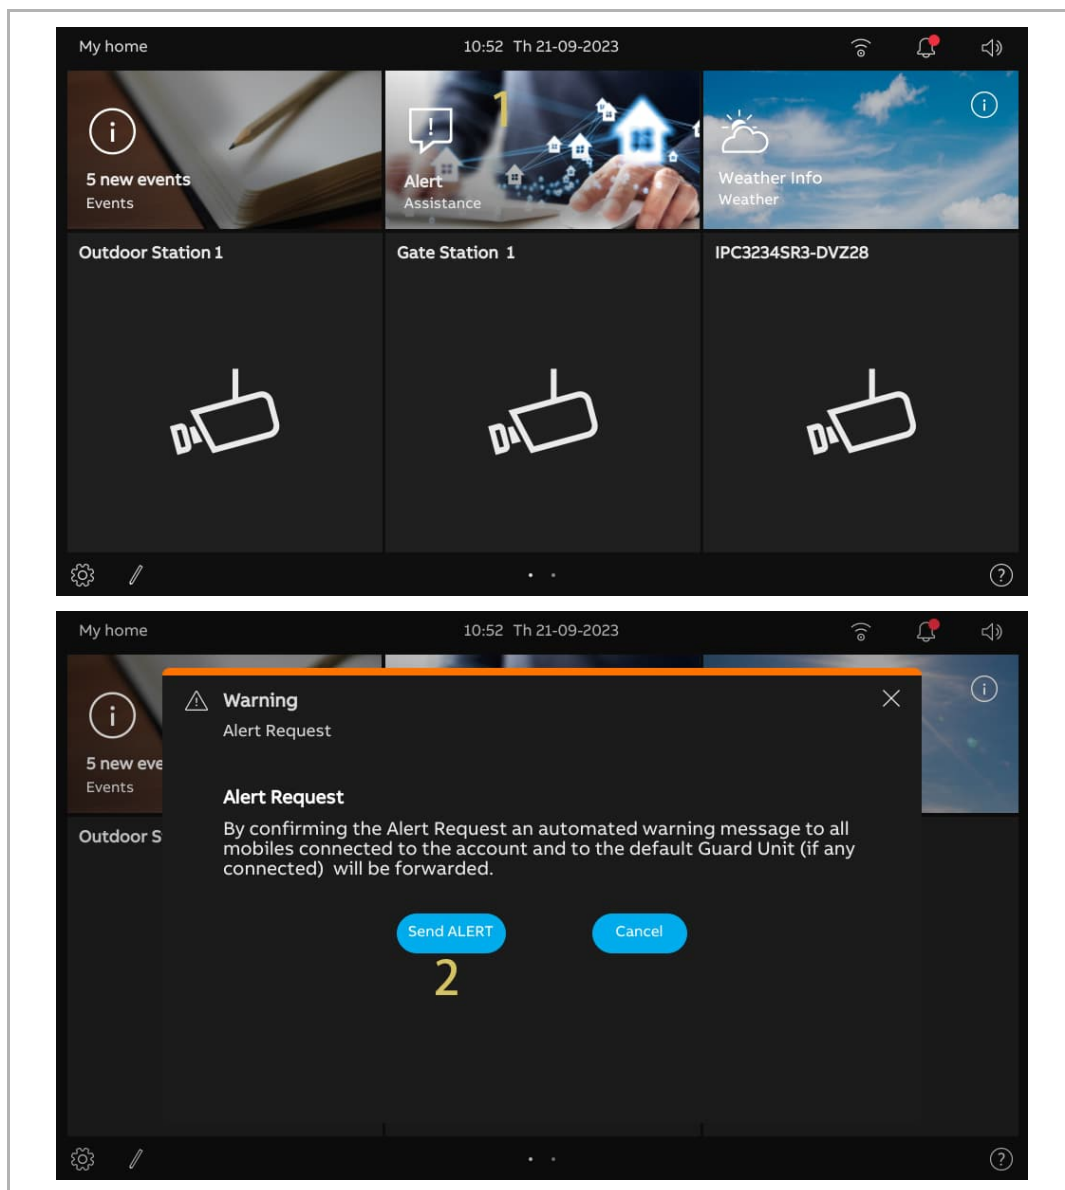 My home
10:52 Th 21-09-2023
1
5 new events
Events
Alert
Assistance
Weather Info
Weather
Outdoor Station 1
Gate Station 1
IPC3234SR3-DVZ28
My home
10:52 Th 21-09-2023
5 new eve
Events
Outdoor S
Warning
Alert Request
Alert Request
By confirming the Alert Request an automated warning message to all
mobiles connected to the account and to the default Guard Unit (if any
connected) will be forwarded.
Send ALERT
Cancel
2